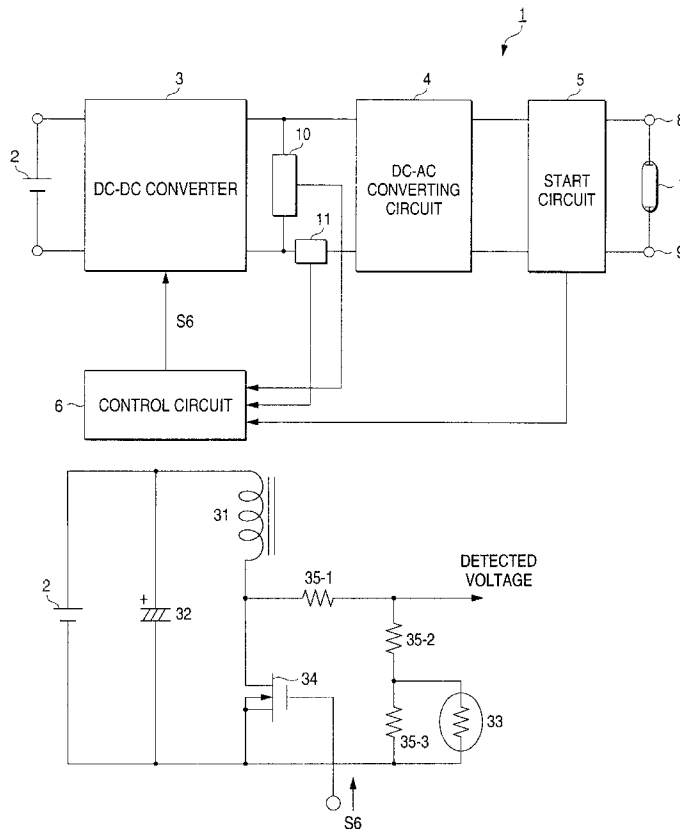 1
3
4
5
2
10
8
DC-DC CONVERTER
DC-AC
CONVERTING
CIRCUIT
START
CIRCUIT
11
9
S6
6
CONTROL CIRCUIT
31
DETECTED
VOLTAGE
35-1
2
+
32
35-2
34
33
35-3
S6